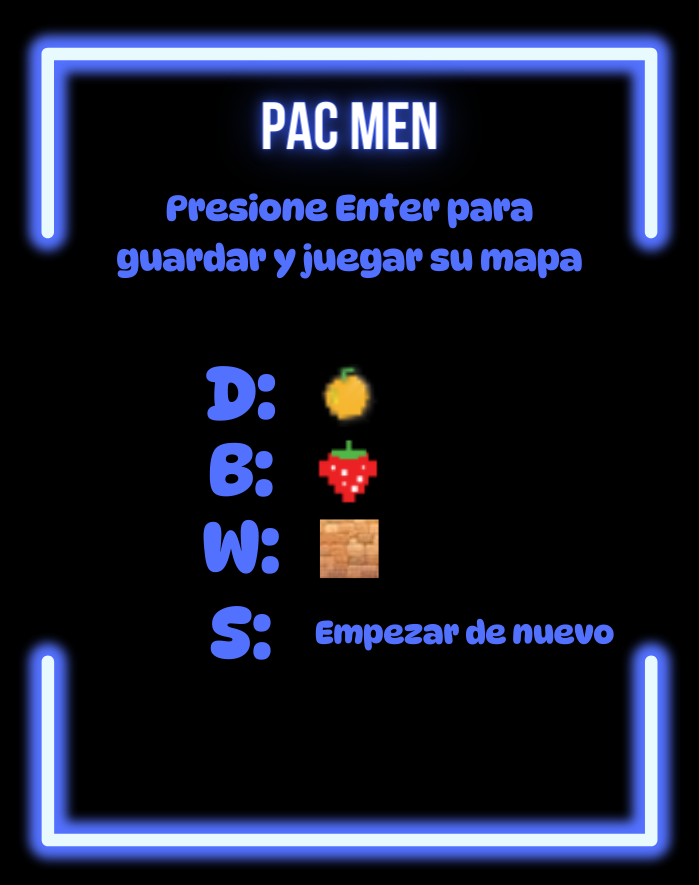 PAC MEN
Presione Enter para
guardar y juegar su mapa
D:
B:
W:
S: Empezar de nuevo